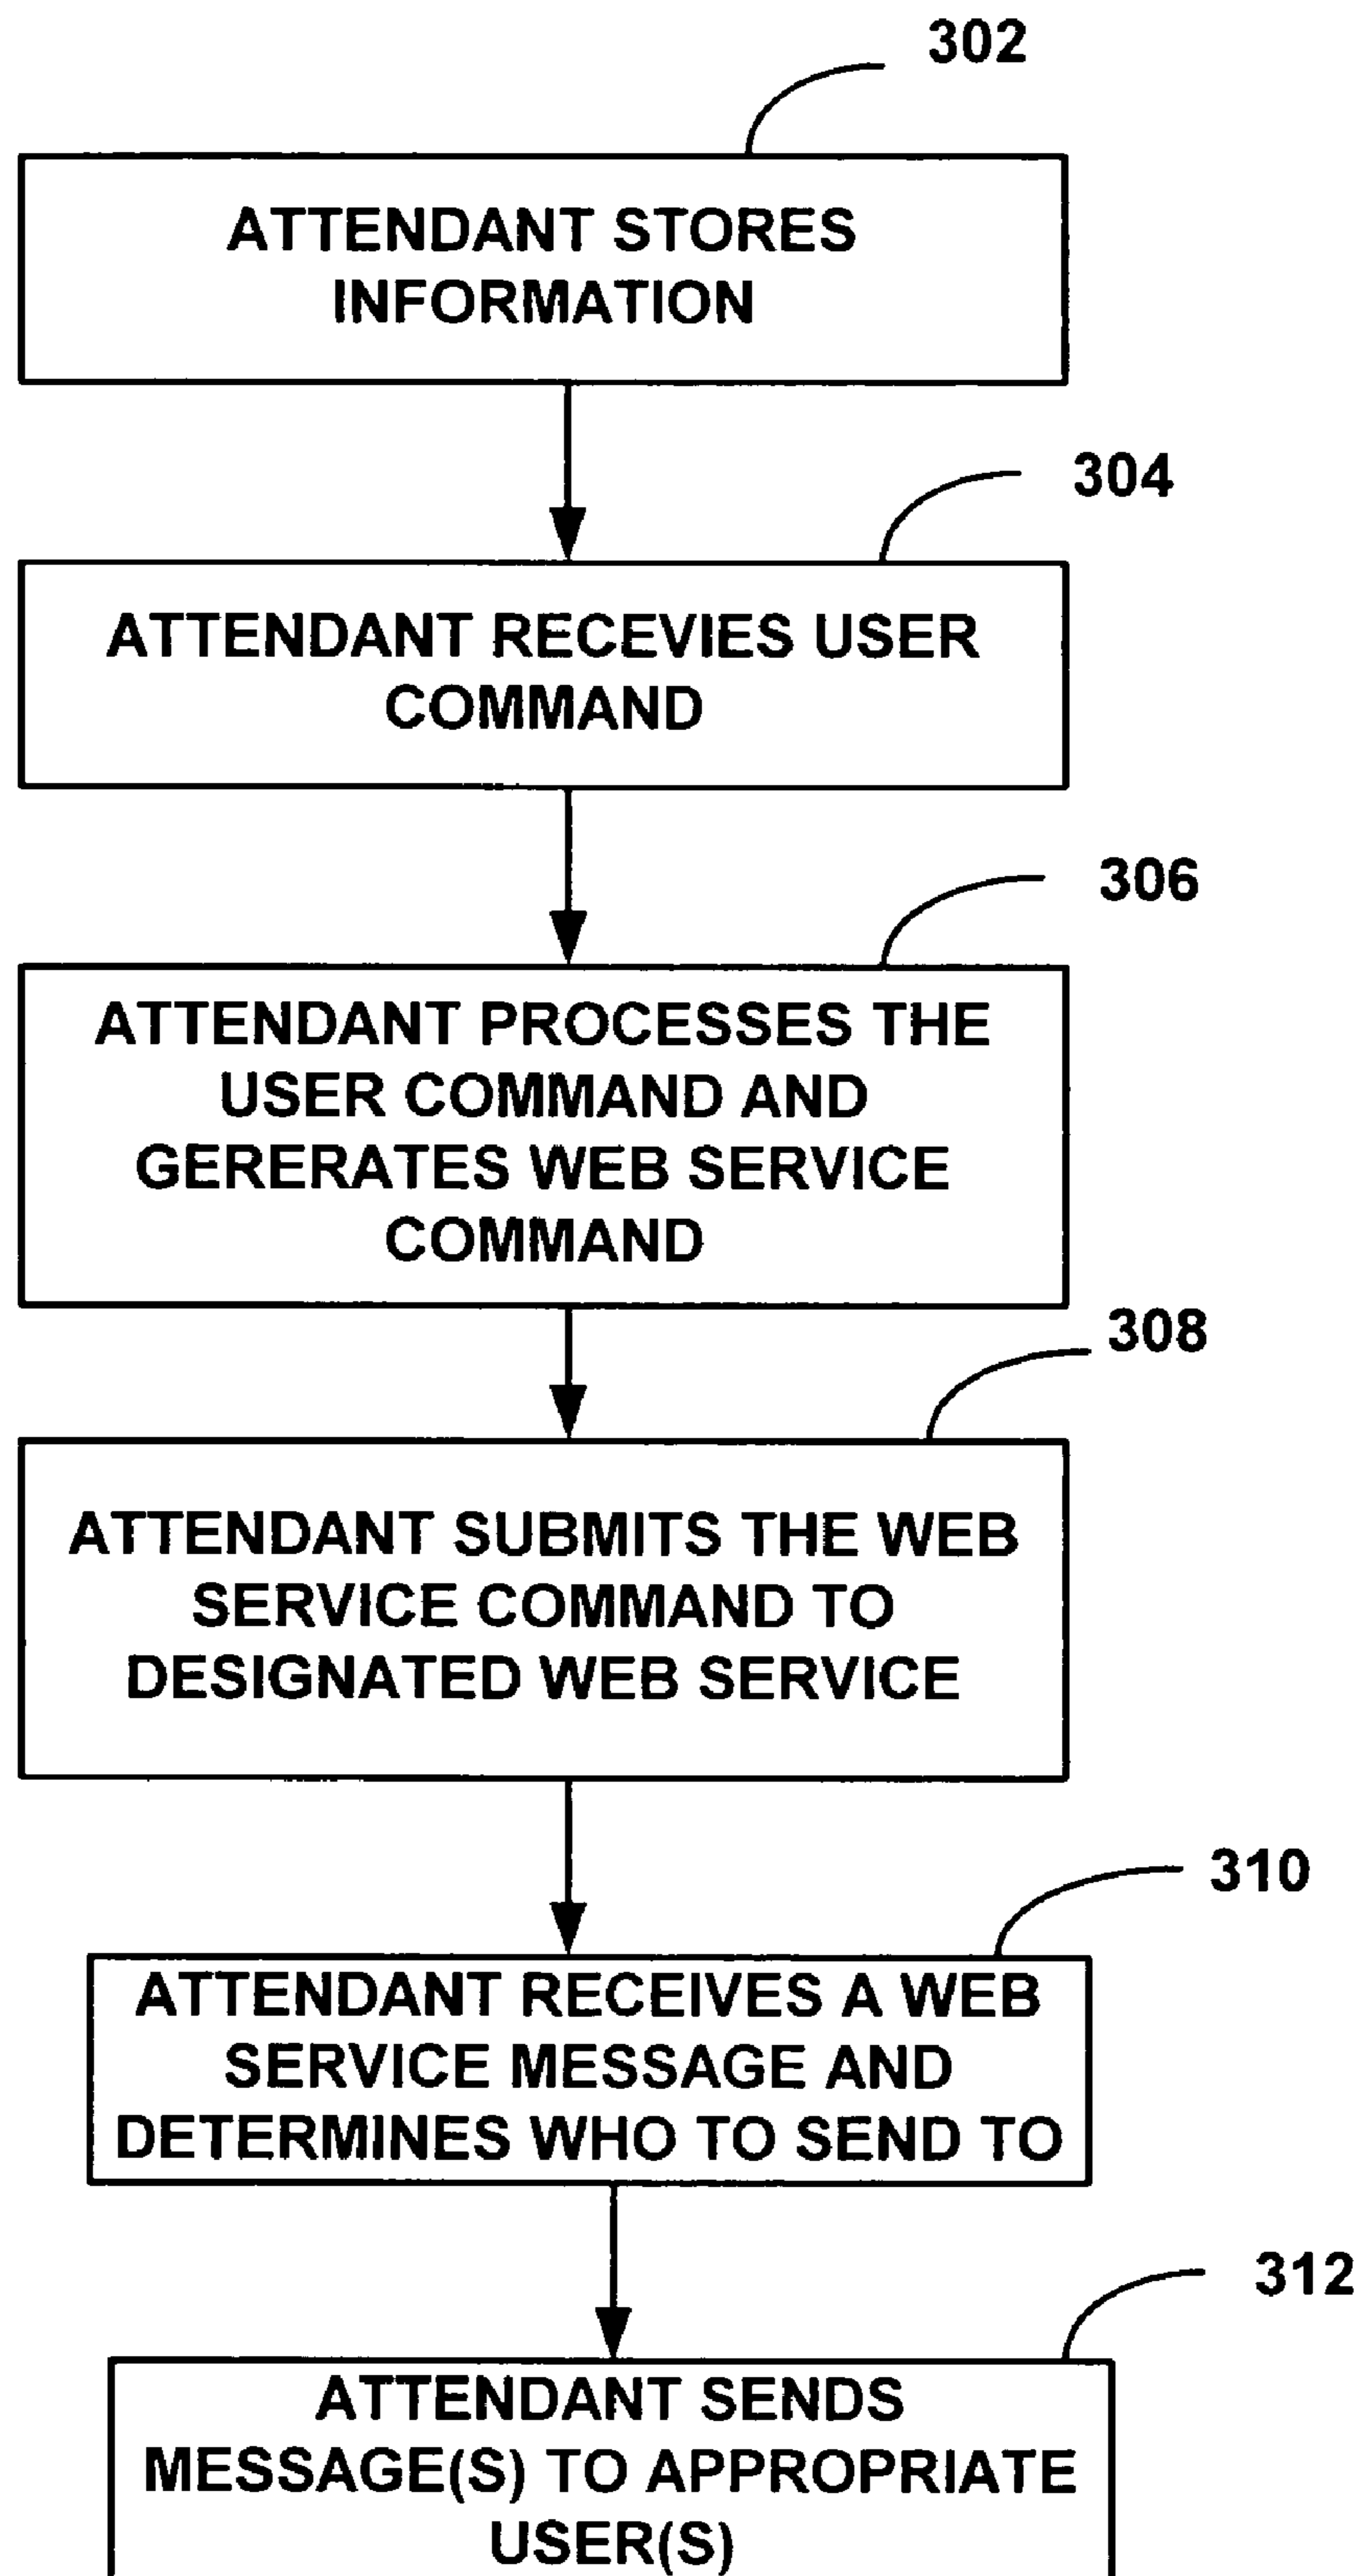 302
ATTENDANT STORES
INFORMATION
304
ATTENDANT RECEVIES USER
COMMAND
306
ATTENDANT PROCESSES THE
USER COMMAND AND
GERERATES WEB SERVICE
COMMAND
308
ATTENDANT SUBMITS THE WEB
SERVICE COMMAND TO
DESIGNATED WEB SERVICE
310
ATTENDANT RECEIVES A WEB
SERVICE MESSAGE AND
DETERMINES WHO TO SEND TO
312
ATTENDANT SENDS
MESSAGE(S) TO APPROPRIATE
USER(S)